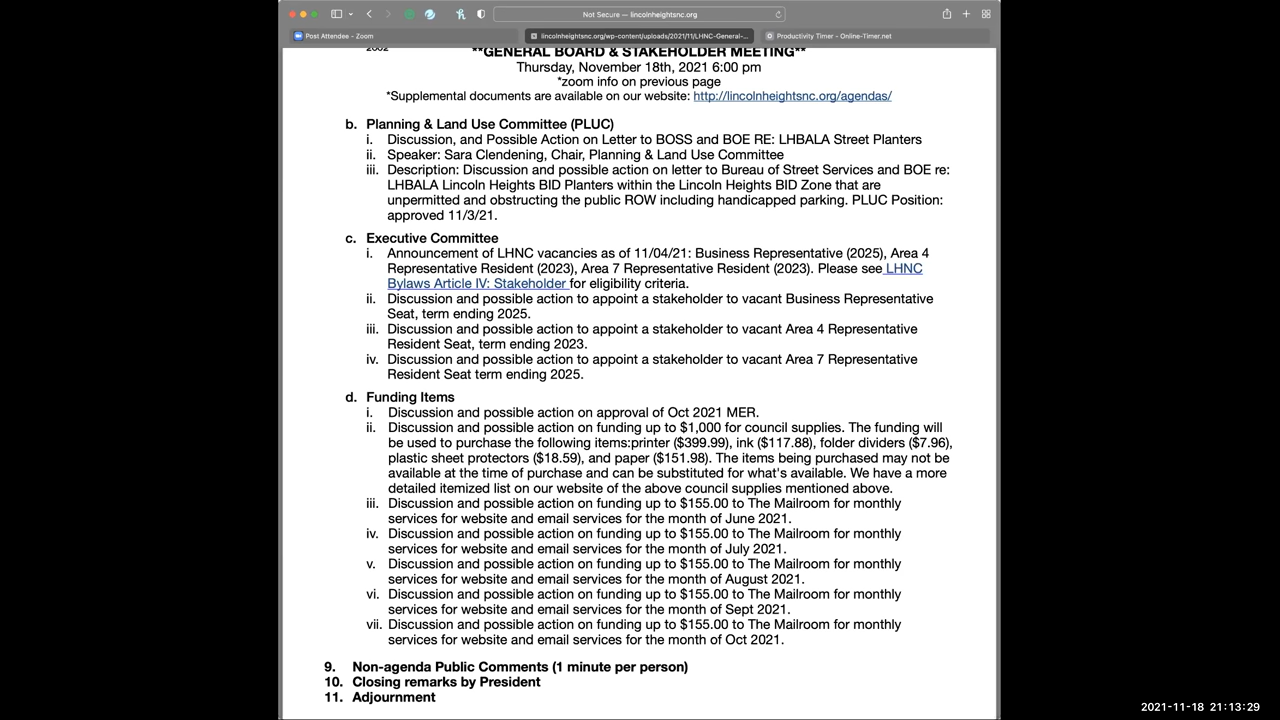 Not Secure — lincolnheightsnc.org
Post Attendee - Zoom
lincolnheightsnc.org/wp-content/uploads/2021/11/LHNC-General-...
Productivity Timer - Online-Timer.net
2002
**GENERAL BOARD & STAKEHOLDER MEETING**
Thursday, November 18th, 2021 6:00 pm
*zoom info on previous page
*Supplemental documents are available on our website: http://lincolnheightsnc.org/agendas/
b. Planning & Land Use Committee (PLUC)
i. Discussion, and Possible Action on Letter to BOSS and BOE RE: LHBALA Street Planters
ii. Speaker: Sara Clendening, Chair, Planning & Land Use Committee
iii. Description: Discussion and possible action on letter to Bureau of Street Services and BOE re:
LHBALA Lincoln Heights BID Planters within the Lincoln Heights BID Zone that are
unpermitted and obstructing the public ROW including handicapped parking. PLUC Position:
approved 11/3/21.
c. Executive Committee
i. Announcement of LHNC vacancies as of 11/04/21: Business Representative (2025), Area 4
Representative Resident (2023), Area 7 Representative Resident (2023). Please see LHNC
Bylaws Article IV: Stakeholder for eligibility criteria.
ii. Discussion and possible action to appoint a stakeholder to vacant Business Representative
Seat, term ending 2025.
iii. Discussion and possible action to appoint a stakeholder to vacant Area 4 Representative
Resident Seat, term ending 2023.
iv. Discussion and possible action to appoint a stakeholder to vacant Area 7 Representative
Resident Seat term ending 2025.
d. Funding Items
i. Discussion and possible action on approval of Oct 2021 MER.
ii. Discussion and possible action on funding up to $1,000 for council supplies. The funding will
be used to purchase the following items:printer ($399.99), ink ($117.88), folder dividers ($7.96),
plastic sheet protectors ($18.59), and paper ($151.98). The items being purchased may not be
available at the time of purchase and can be substituted for what's available. We have a more
detailed itemized list on our website of the above council supplies mentioned above.
iii. Discussion and possible action on funding up to $155.00 to The Mailroom for monthly
services for website and email services for the month of June 2021.
iv. Discussion and possible action on funding up to $155.00 to The Mailroom for monthly
services for website and email services for the month of July 2021.
v. Discussion and possible action on funding up to $155.00 to The Mailroom for monthly
services for website and email services for the month of August 2021.
vi. Discussion and possible action on funding up to $155.00 to The Mailroom for monthly
services for website and email services for the month of Sept 2021.
vii. Discussion and possible action on funding up to $155.00 to The Mailroom for monthly
services for website and email services for the month of Oct 2021.
9. Non-agenda Public Comments (1 minute per person)
10. Closing remarks by President
11. Adjournment
2021-11-18 21:13:29